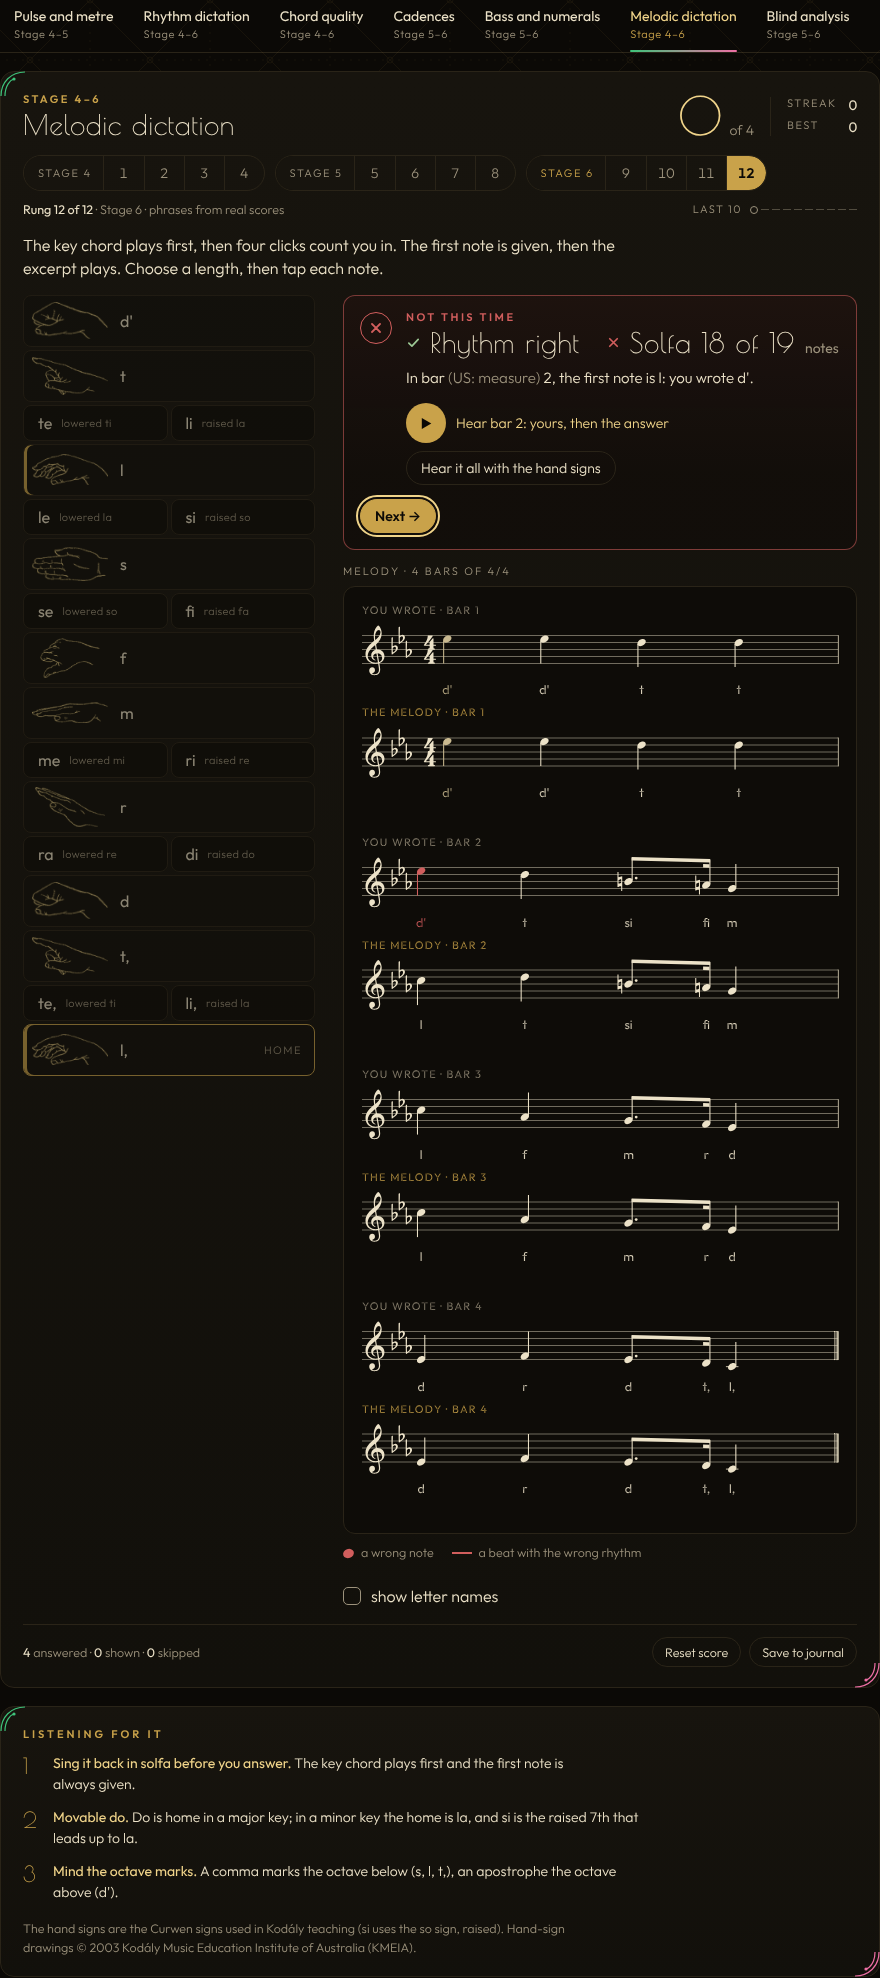 Pulse and metre Rhythm dictation Chord quality Cadences Bass and numerals Melodic dictation Blind analysis
Stage 4–5 Stage 4–6 Stage 4–6 Stage 5–6 Stage 5–6 Stage 4–6 Stage 5–6
STAGE 4–6
Melodic dictation
of 4
STREAK 0
BEST 0
STAGE 4 1 2 3 4 STAGE 5 5 6 7 8 STAGE 6 9 10 11 12
Rung 12 of 12 · Stage 6 · phrases from real scores
LAST 10
The key chord plays first, then four clicks count you in. The first note is given, then the
excerpt plays. Choose a length, then tap each note.
d'
t
te lowered ti li raised la
l
le lowered la si raised so
s
se lowered so fi raised fa
f
m
me lowered mi ri raised re
r
ra lowered re di raised do
d
t,
te, lowered ti li, raised la
l, HOME
NOT THIS TIME
Rhythm right Solfa 18 of 19 notes
In bar (US: measure) 2, the first note is l: you wrote d'.
Hear bar 2: yours, then the answer
Hear it all with the hand signs
Next →
MELODY · 4 BARS OF 4/4
YOU WROTE · BAR 1
4
4
d' d' t t
THE MELODY · BAR 1
4
4
d' d' t t
YOU WROTE · BAR 2
d' t si fi m
THE MELODY · BAR 2
l t si fi m
YOU WROTE · BAR 3
l f m r d
THE MELODY · BAR 3
l f m r d
YOU WROTE · BAR 4
d r d t, l,
THE MELODY · BAR 4
d r d t, l,
a wrong note a beat with the wrong rhythm
show letter names
4 answered · 0 shown · 0 skipped
Reset score Save to journal
LISTENING FOR IT
1 Sing it back in solfa before you answer. The key chord plays first and the first note is
always given.
2 Movable do. Do is home in a major key; in a minor key the home is la, and si is the raised 7th that
leads up to la.
3 Mind the octave marks. A comma marks the octave below (s, l, t,), an apostrophe the octave
above (d').
The hand signs are the Curwen signs used in Kodály teaching (si uses the so sign, raised). Hand-sign
drawings © 2003 Kodály Music Education Institute of Australia (KMEIA).